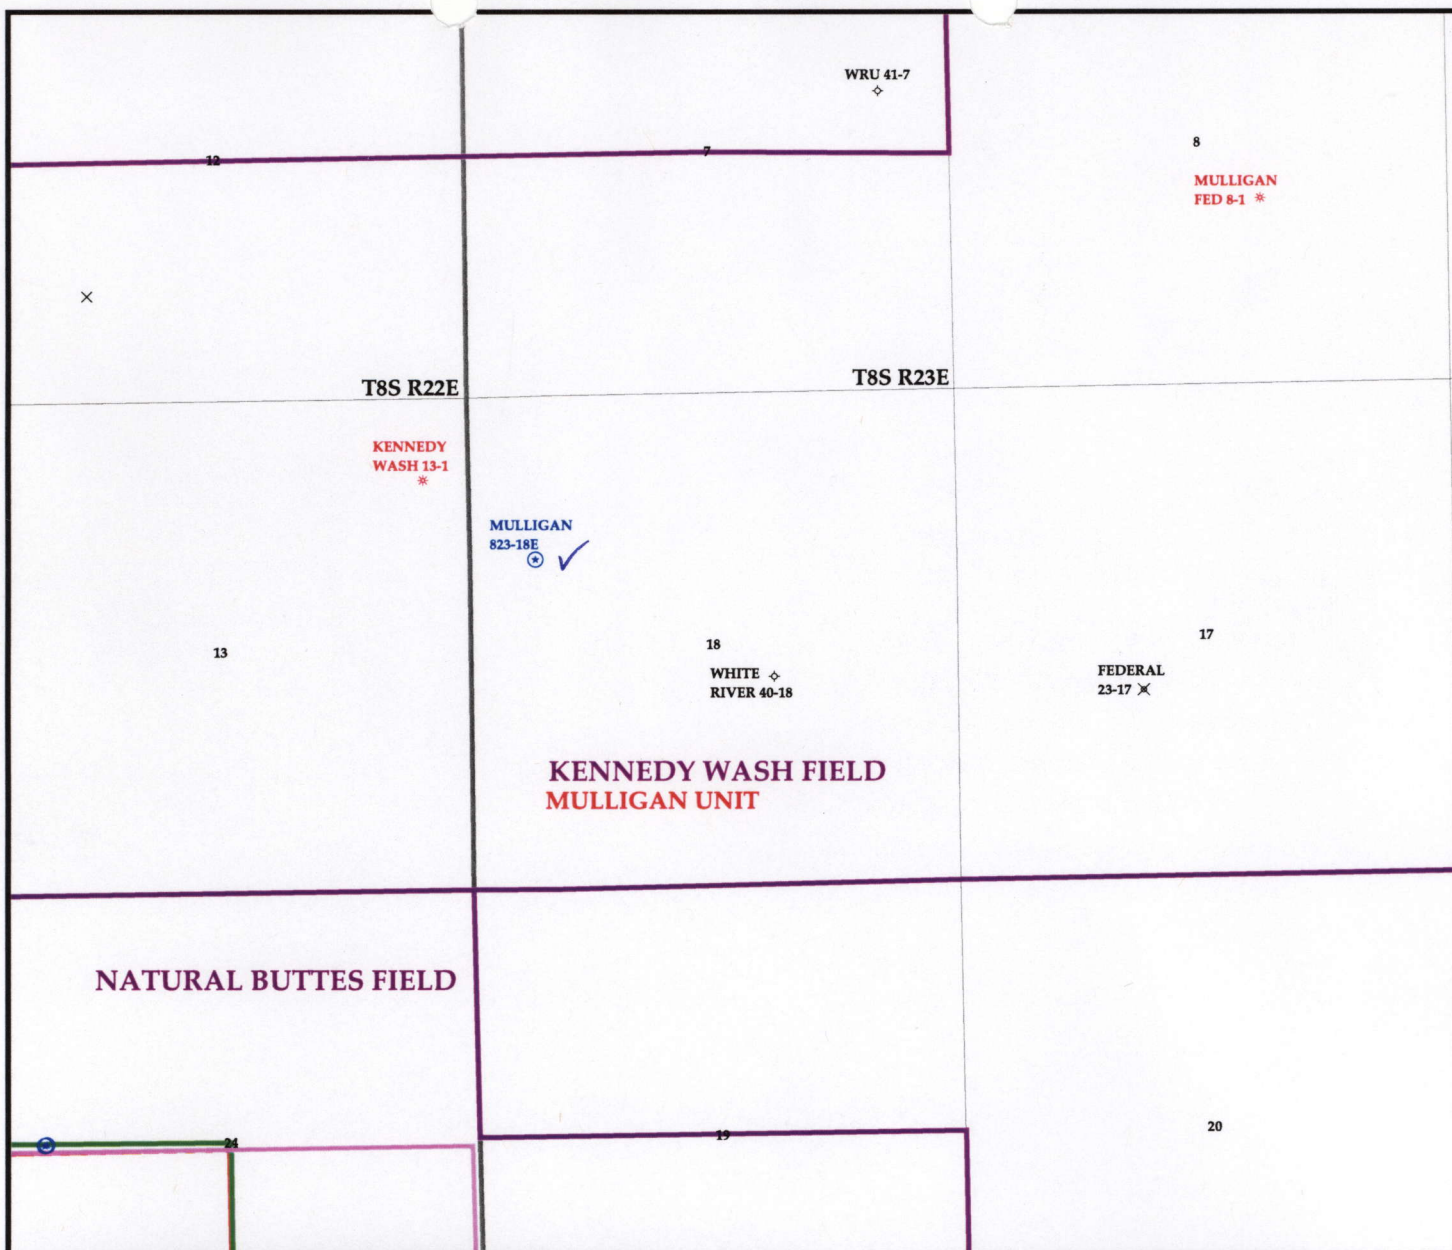 WRU 41-7
12
7
8
MULLIGAN
FED 8-1
T8S R22E
T8S R23E
KENNEDY
WASH 13-1
MULLIGAN
823-18E
13
18
17
WHITE
RIVER 40-18
FEDERAL
23-17
KENNEDY WASH FIELD
MULLIGAN UNIT
NATURAL BUTTES FIELD
24
19
20